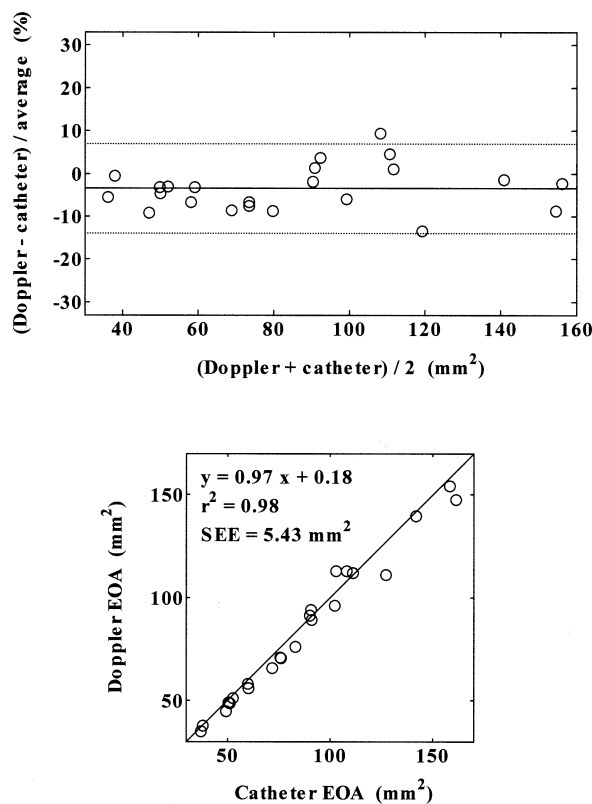 (Doppler - catheter) / average (%)
30
20
10
0
-10
-20
-30
40 60 80 100 120 140 160
(Doppler + catheter) / 2 (mm²)
y = 0.97 x + 0.18
r² = 0.98
SEE = 5.43 mm²
Doppler EOA (mm²)
150
100
50
50 100 150
Catheter EOA (mm²)